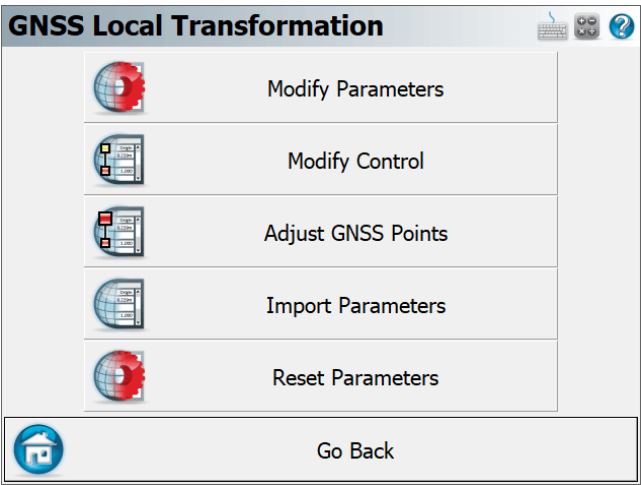 GNSS Local Transformation
Modify Parameters
Modify Control
Adjust GNSS Points
Import Parameters
Reset Parameters
Go Back